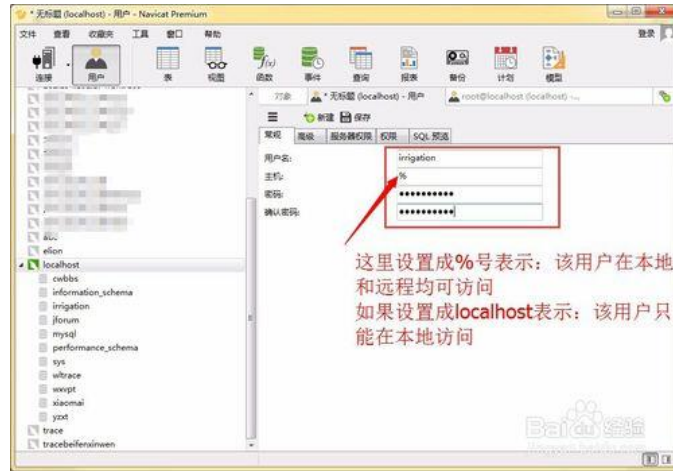 * 无标题 (localhost) - 用户 - Navicat Premium
文件 查看 收藏夹 工具 窗口 帮助 登录
连接 用户 表 视图 函数 事件 查询 报表 备份 计划 模型
f(x)
对象 * 无标题 (localhost) - 用户 root@localhost (localhost) -...
新建 保存
常规 高级 服务器权限 权限 SQL 预览
用户名: irrigation
主机: %
密码: ●●●●●●●●●●
确认密码: ●●●●●●●●●●
这里设置成%号表示:该用户在本地
和远程均可访问
如果设置成localhost表示:该用户只
能在本地访问
abc
elion
localhost
cwbbs
information_schema
irrigation
jforum
mysql
performance_schema
sys
wltrace
wxvpt
xiaomai
yzxt
trace
tracebeifenxinwen
Baidu 经验